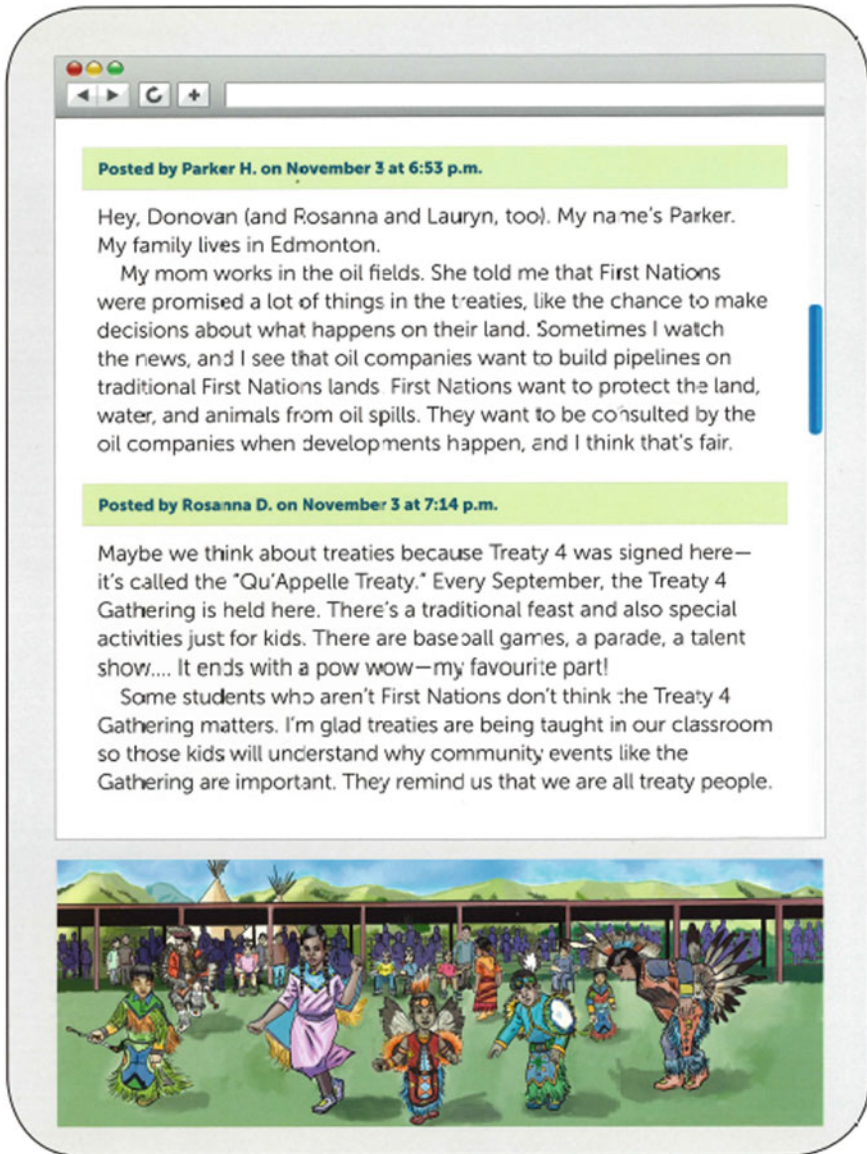 Posted by Parker H. on November 3 at 6:53 p.m.
Hey, Donovan (and Rosanna and Lauryn, too). My name's Parker.
My family lives in Edmonton.
My mom works in the oil fields. She told me that First Nations
were promised a lot of things in the treaties, like the chance to make
decisions about what happens on their land. Sometimes I watch
the news, and I see that oil companies want to build pipelines on
traditional First Nations lands. First Nations want to protect the land,
water, and animals from oil spills. They want to be consulted by the
oil companies when developments happen, and I think that's fair.
Posted by Rosanna D. on November 3 at 7:14 p.m.
Maybe we think about treaties because Treaty 4 was signed here—
it's called the "Qu'Appelle Treaty." Every September, the Treaty 4
Gathering is held here. There's a traditional feast and also special
activities just for kids. There are baseball games, a parade, a talent
show.... It ends with a pow wow—my favourite part!
Some students who aren't First Nations don't think the Treaty 4
Gathering matters. I'm glad treaties are being taught in our classroom
so those kids will understand why community events like the
Gathering are important. They remind us that we are all treaty people.